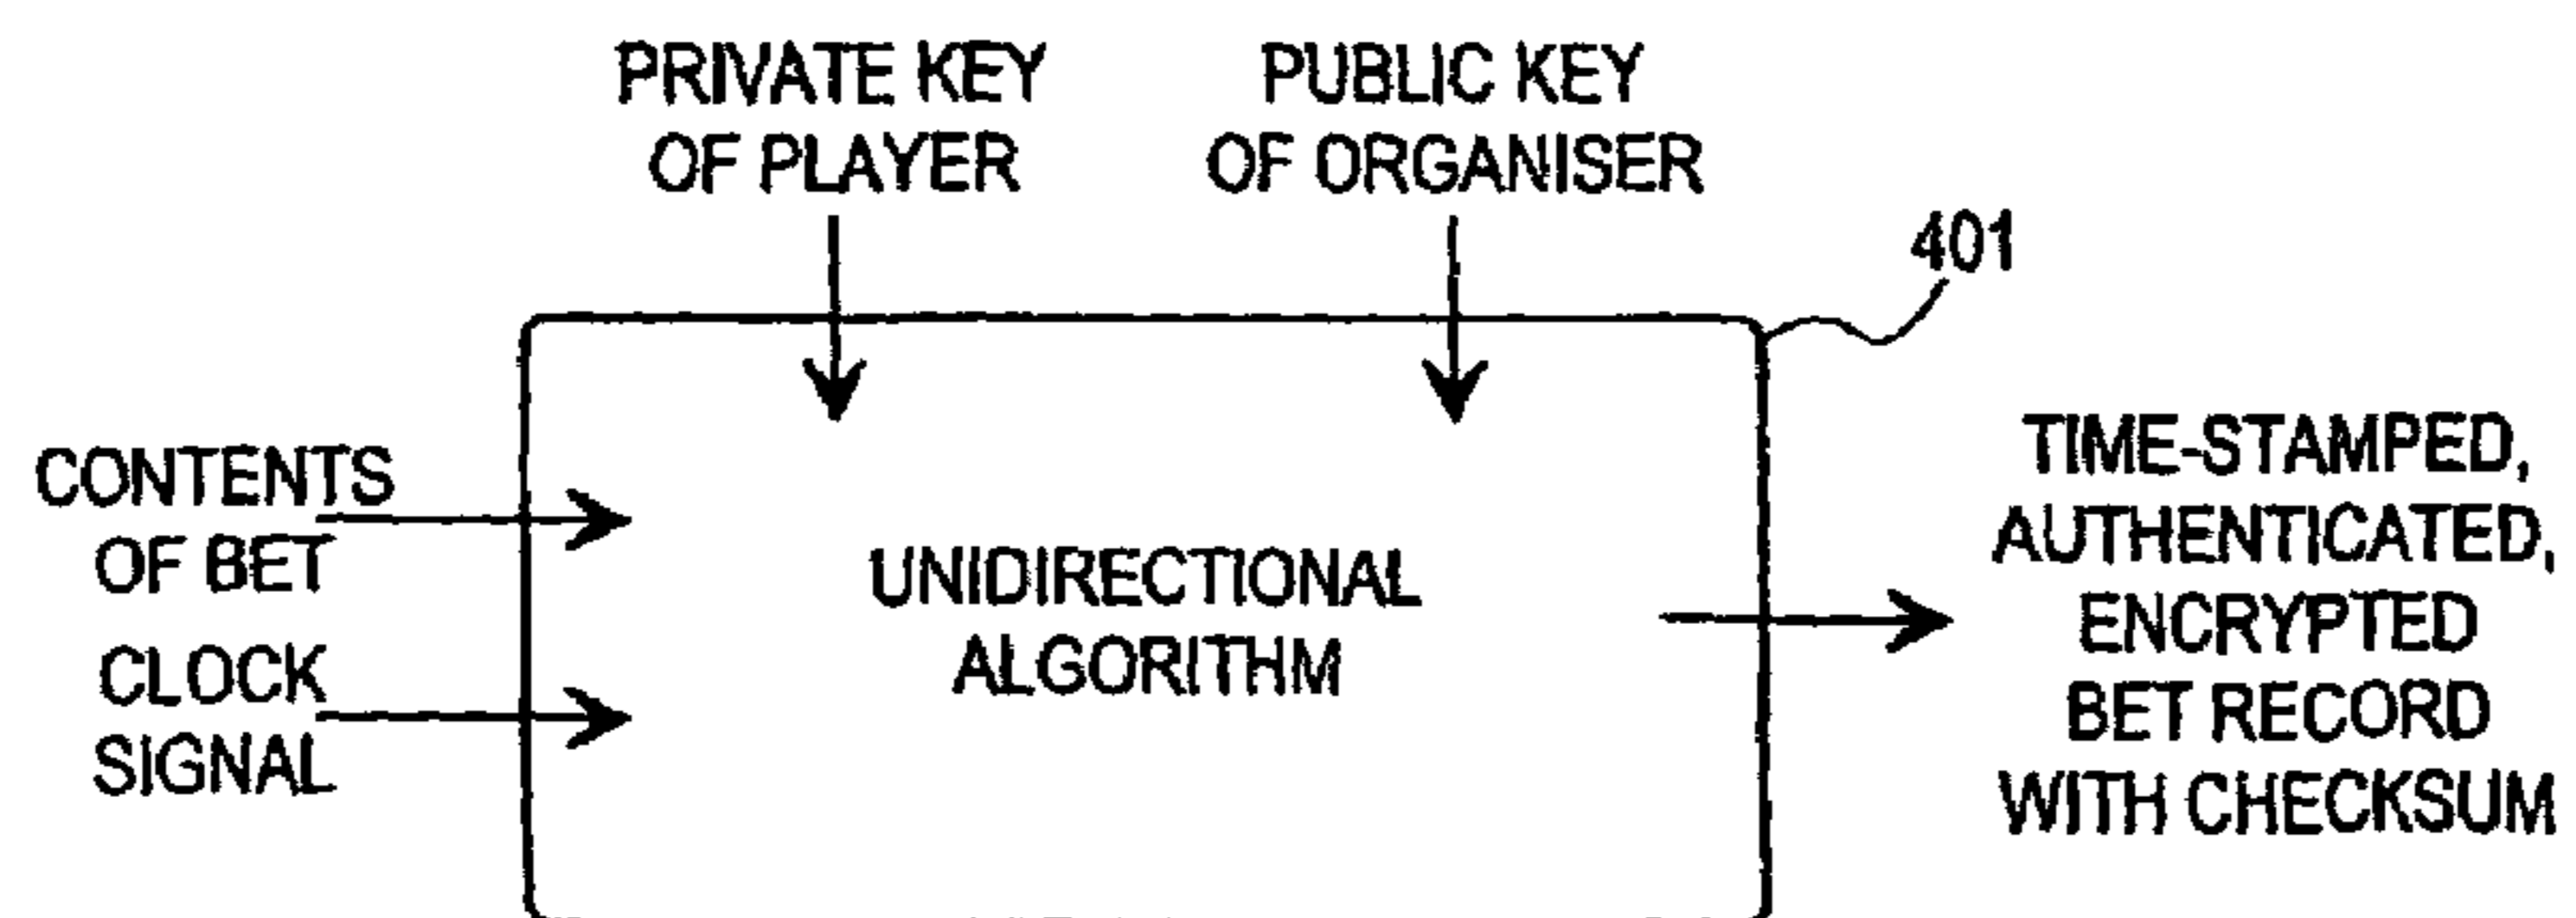 PRIVATE KEY
OF PLAYER
PUBLIC KEY
OF ORGANISER
401
CONTENTS
OF BET
CLOCK
SIGNAL
UNIDIRECTIONAL
ALGORITHM
TIME-STAMPED,
AUTHENTICATED,
ENCRYPTED
BET RECORD
WITH CHECKSUM